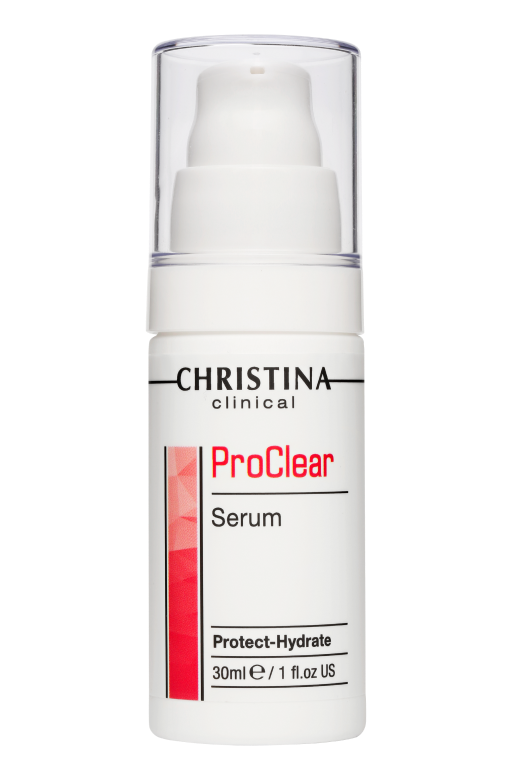 CHRISTINA
clinical
ProClear
Serum
Protect-Hydrate
30ml ℮ / 1 fl.oz US